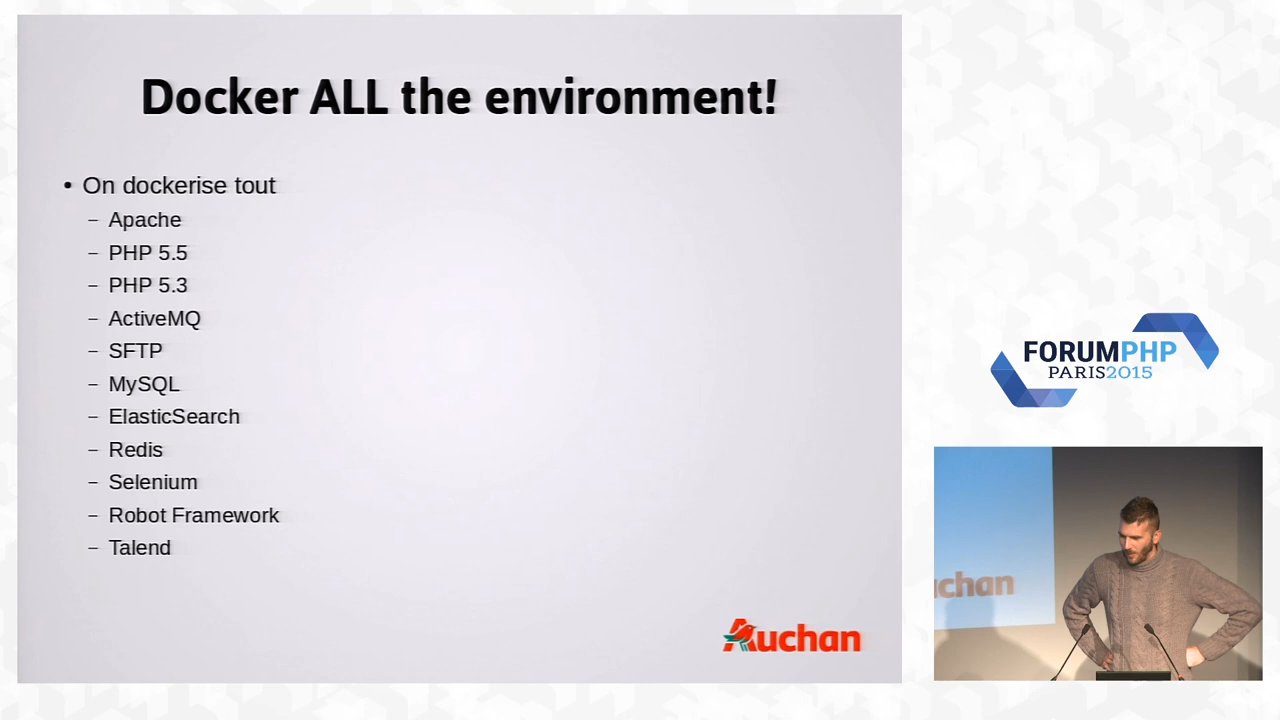 Docker ALL the environment!
• On dockerise tout
– Apache
– PHP 5.5
– PHP 5.3
– ActiveMQ
– SFTP
– MySQL
– ElasticSearch
– Redis
– Selenium
– Robot Framework
– Talend
Auchan
FORUMPHP
PARIS2015
uchan